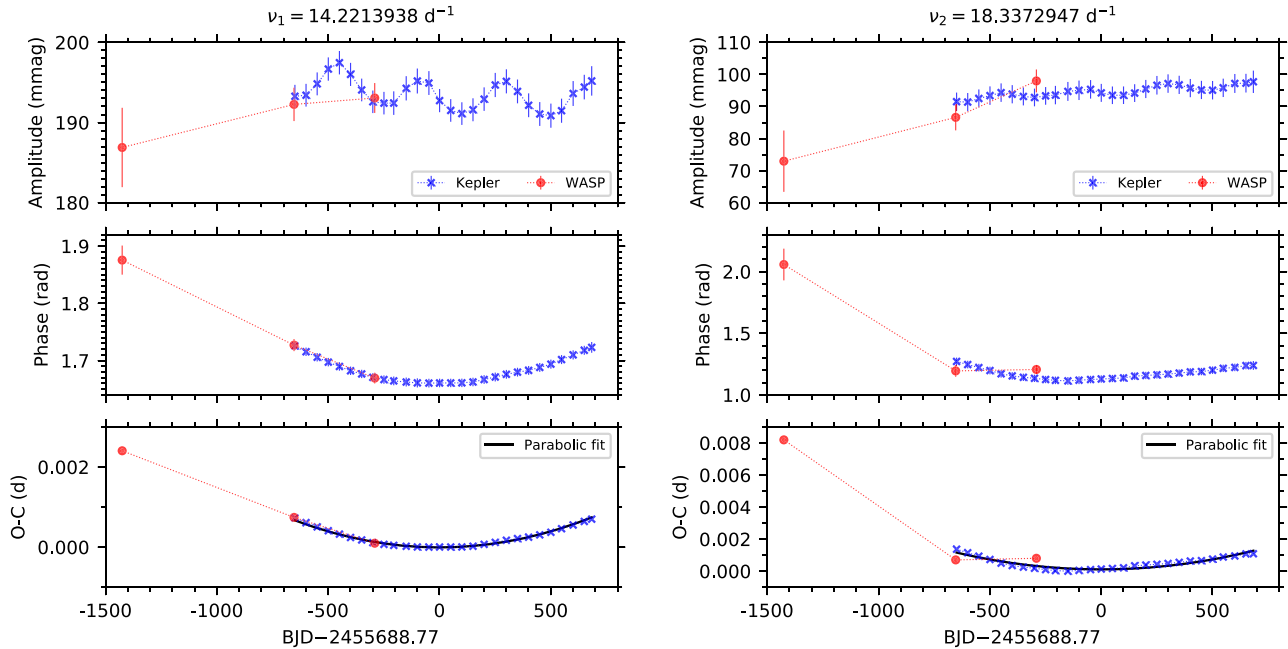 ν₁ = 14.2213938 d⁻¹
Amplitude (mmag)
200
190
180
Kepler
WASP
Phase (rad)
1.9
1.8
1.7
O-C (d)
0.002
0.000
Parabolic fit
-1500 -1000 -500 0 500
BJD−2455688.77
ν₂ = 18.3372947 d⁻¹
Amplitude (mmag)
110
100
90
80
70
60
Kepler
WASP
Phase (rad)
2.0
1.5
1.0
O-C (d)
0.008
0.006
0.004
0.002
0.000
Parabolic fit
-1500 -1000 -500 0 500
BJD−2455688.77